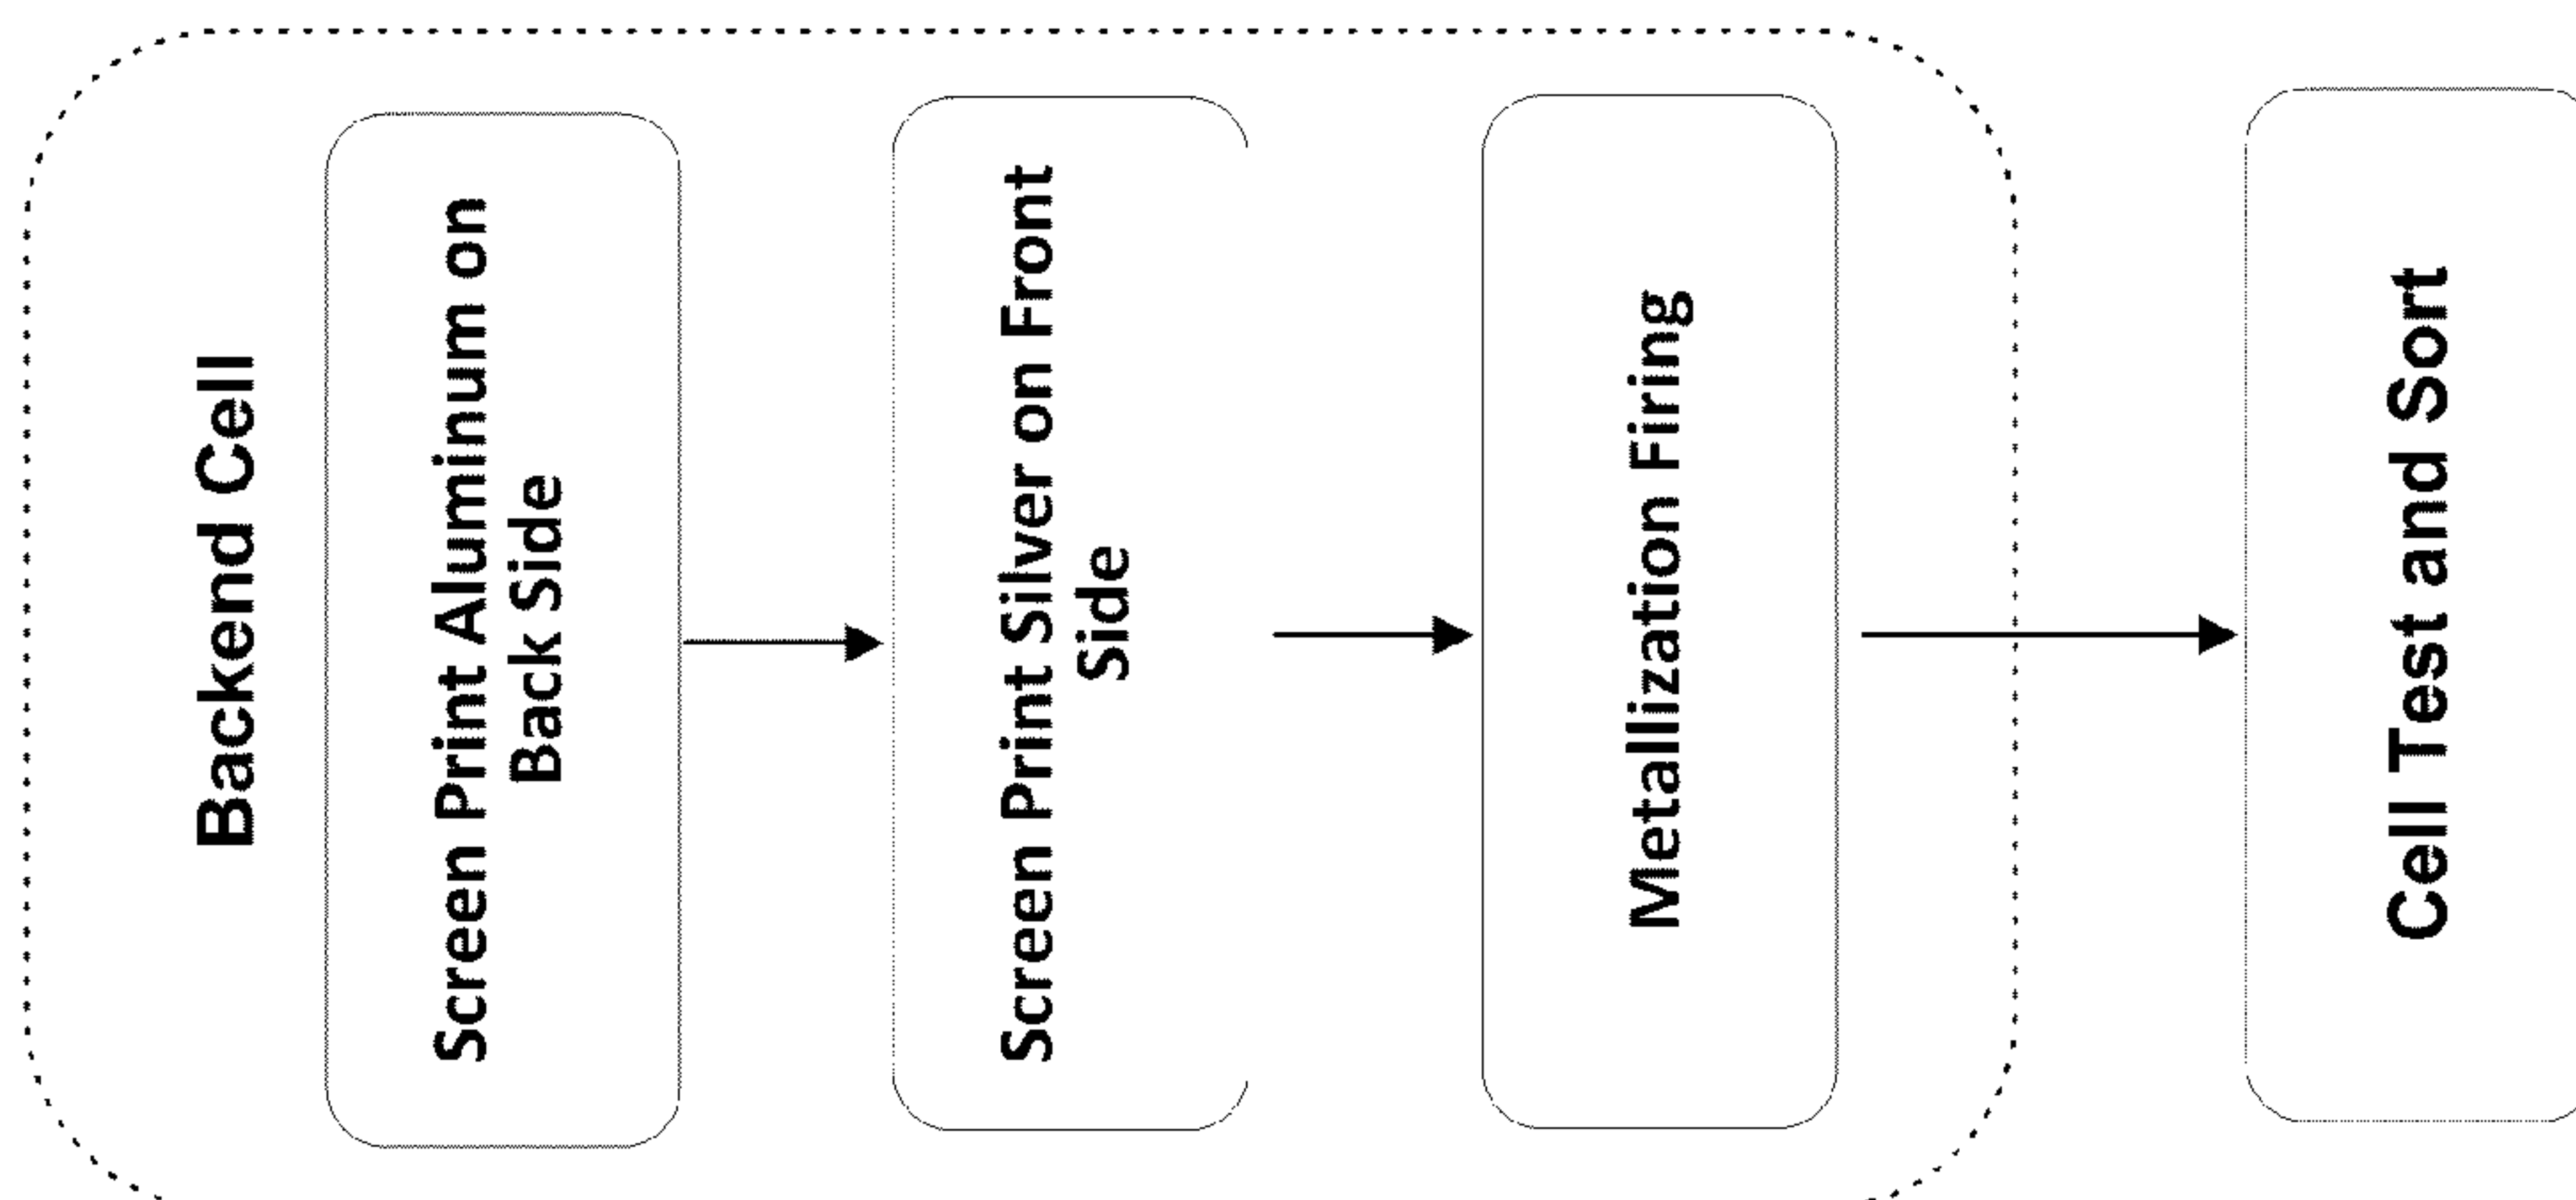 Backend Cell
Screen Print Aluminum on
Back Side
Screen Print Silver on Front
Side
Metallization Firing
Cell Test and Sort